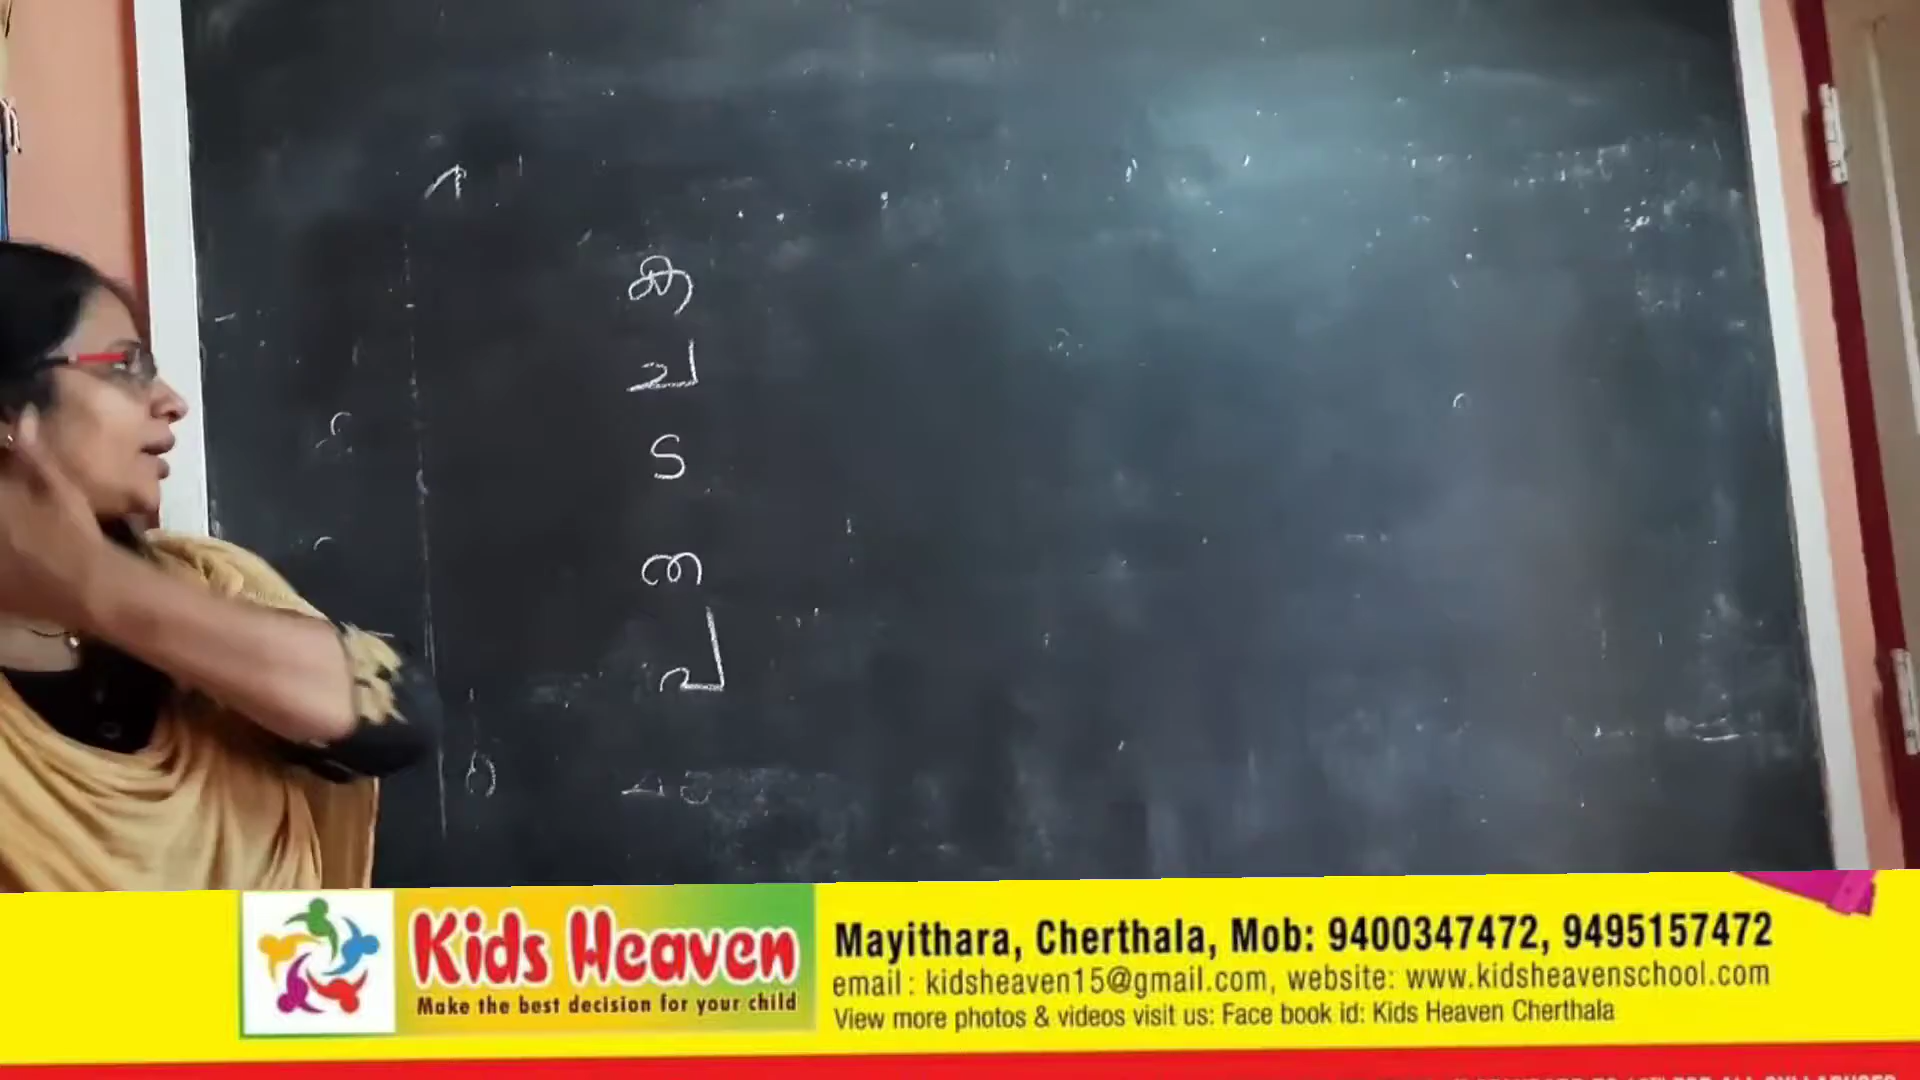 ക
ച
ട
ത
പ
Kids Heaven
Make the best decision for your child
Mayithara, Cherthala, Mob: 9400347472, 9495157472
email : kidsheaven15@gmail.com, website: www.kidsheavenschool.com
View more photos & videos visit us: Face book id: Kids Heaven Cherthala